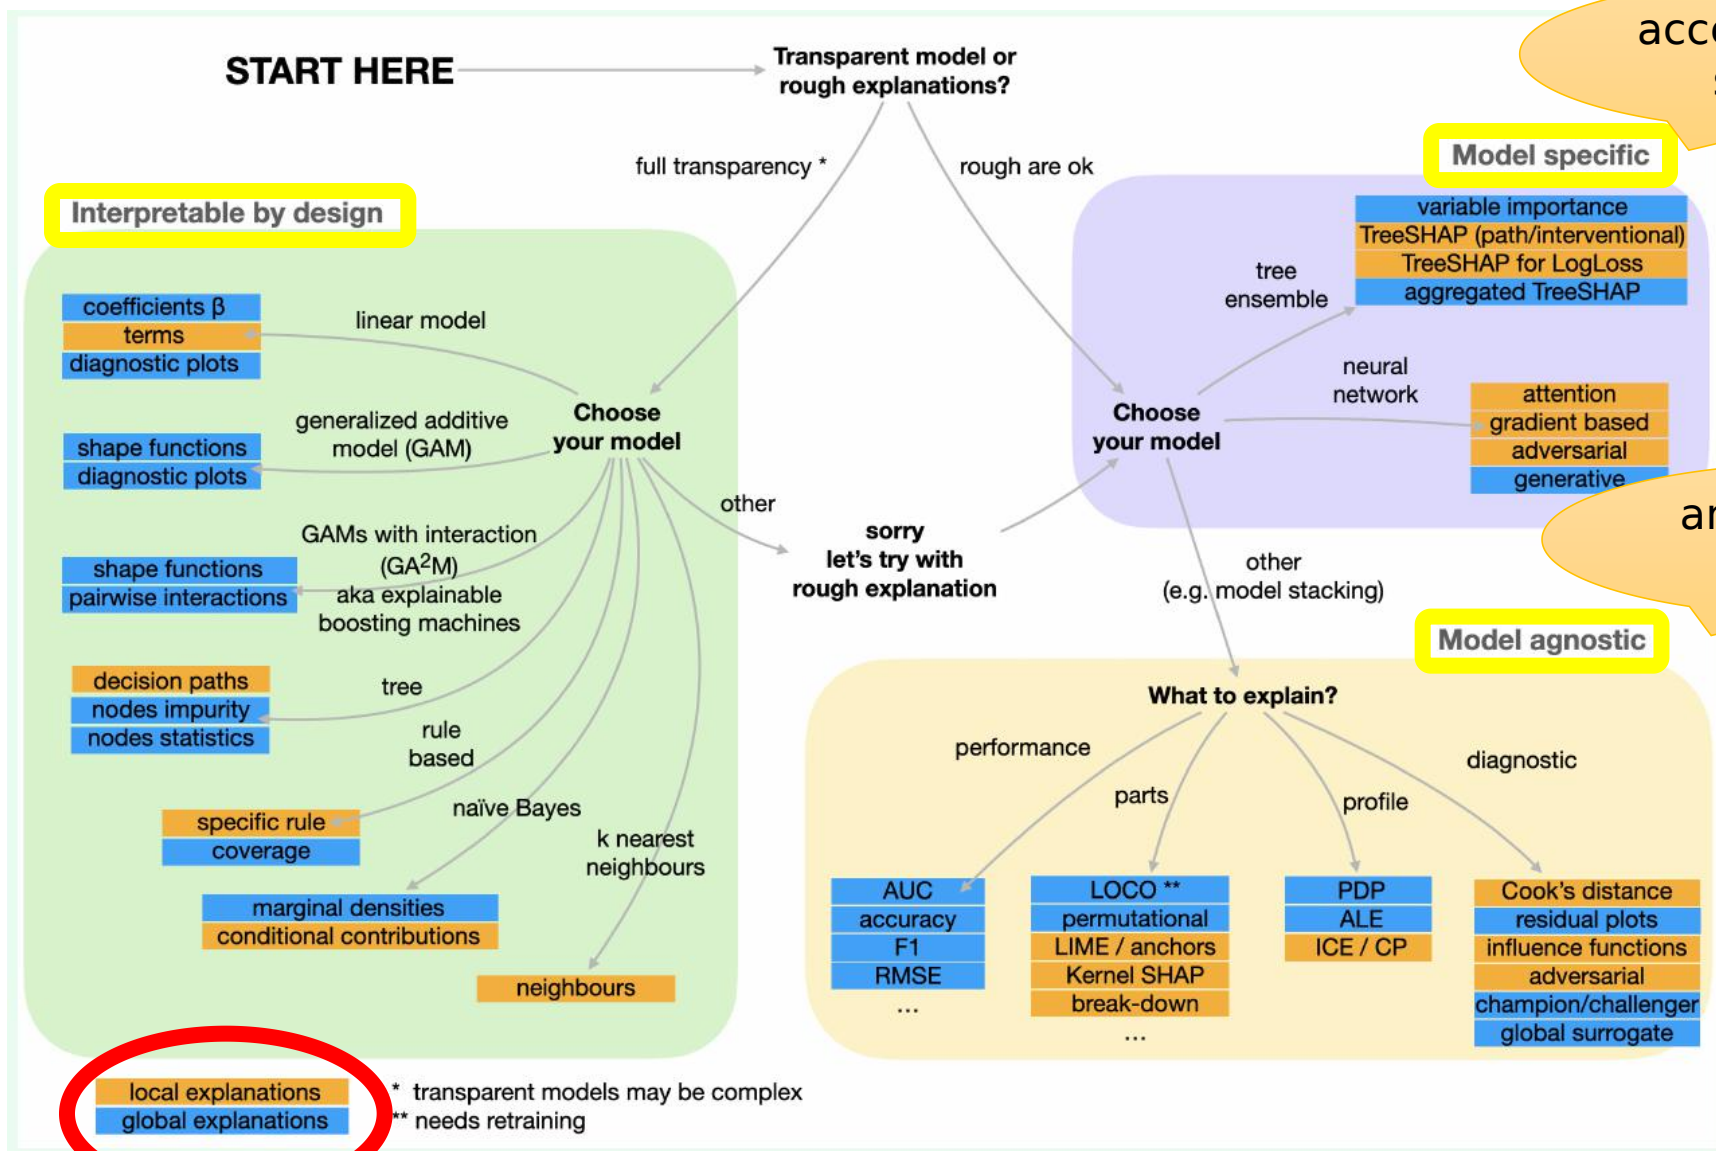 START HERE
Transparent model or
rough explanations?
full transparency *
rough are ok
Interpretable by design
coefficients β
terms
diagnostic plots
linear model
shape functions
diagnostic plots
generalized additive
model (GAM)
shape functions
pairwise interactions
GAMs with interaction
(GA²M)
aka explainable
boosting machines
decision paths
nodes impurity
nodes statistics
tree
rule
based
specific rule
coverage
naïve Bayes
marginal densities
conditional contributions
k nearest
neighbours
neighbours
Choose
your model
other
sorry
let's try with
rough explanation
Model specific
Choose
your model
tree
ensemble
variable importance
TreeSHAP (path/interventional)
TreeSHAP for LogLoss
aggregated TreeSHAP
neural
network
attention
gradient based
adversarial
generative
other
(e.g. model stacking)
Model agnostic
What to explain?
performance
AUC
accuracy
F1
RMSE
...
parts
LOCO **
permutational
LIME / anchors
Kernel SHAP
break-down
...
profile
PDP
ALE
ICE / CP
diagnostic
Cook's distance
residual plots
influence functions
adversarial
champion/challenger
global surrogate
local explanations
global explanations
* transparent models may be complex
** needs retraining